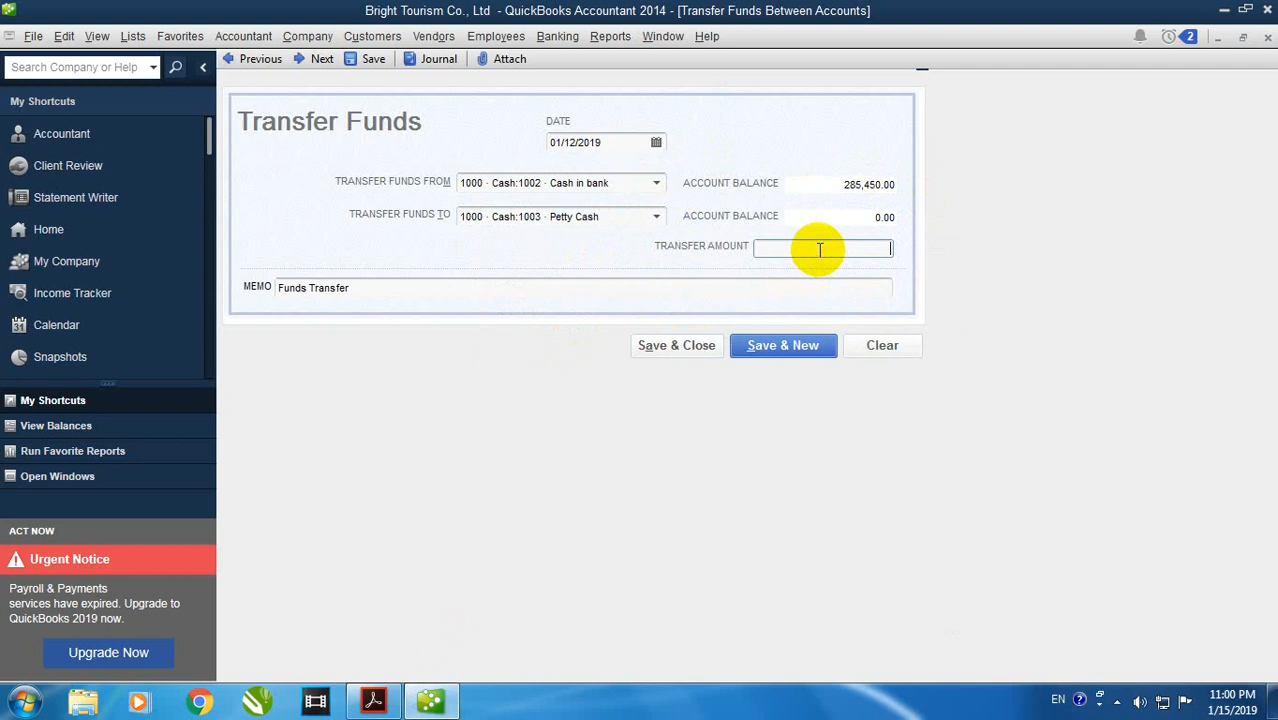 Bright Tourism Co., Ltd - QuickBooks Accountant 2014 - [Transfer Funds Between Accounts]
File Edit View Lists Favorites Accountant Company Customers Vendors Employees Banking Reports Window Help 2
Search Company or Help
Previous Next Save Journal Attach
My Shortcuts
Accountant
Client Review
Statement Writer
Home
My Company
Income Tracker
Calendar
31
Snapshots
My Shortcuts
View Balances
Run Favorite Reports
Open Windows
ACT NOW
Urgent Notice
Payroll & Payments
services have expired. Upgrade to
QuickBooks 2019 now.
Upgrade Now
Transfer Funds
DATE
01/12/2019
TRANSFER FUNDS FROM 1000 · Cash:1002 · Cash in bank ACCOUNT BALANCE 285,450.00
TRANSFER FUNDS TO 1000 · Cash:1003 · Petty Cash ACCOUNT BALANCE 0.00
TRANSFER AMOUNT
MEMO Funds Transfer
Save & Close Save & New Clear
EN
11:00 PM
1/15/2019